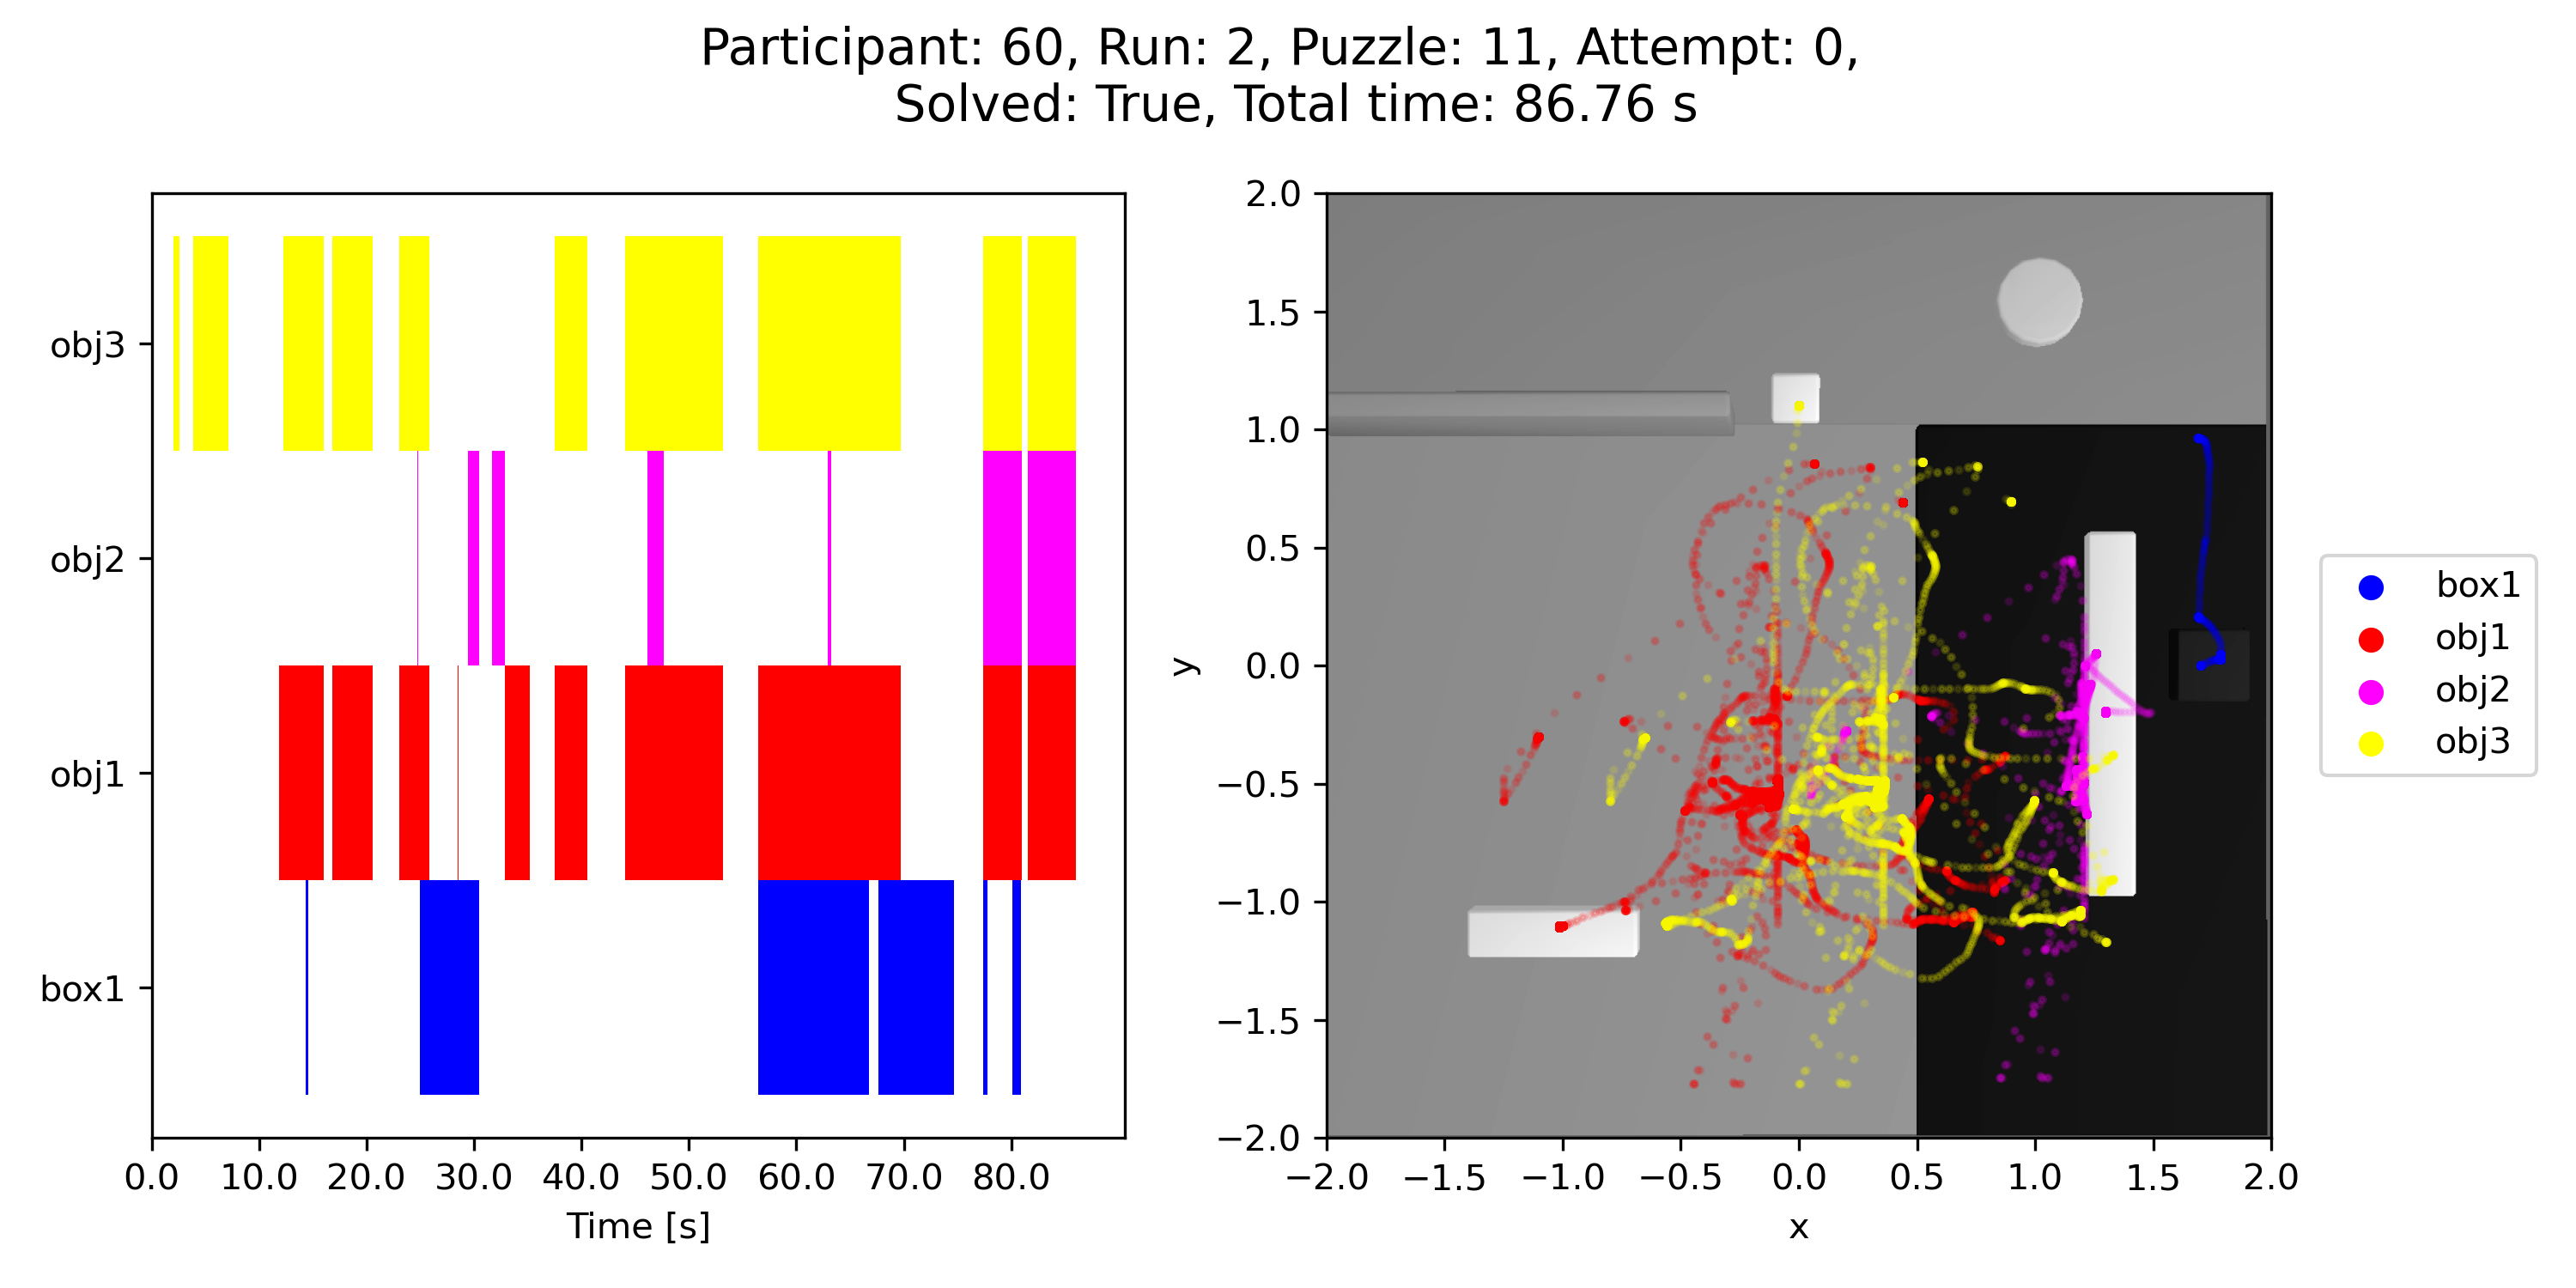 Participant: 60, Run: 2, Puzzle: 11, Attempt: 0,
Solved: True, Total time: 86.76 s
obj3
obj2
obj1
box1
0.0 10.0 20.0 30.0 40.0 50.0 60.0 70.0 80.0
Time [s]
2.0
1.5
1.0
0.5
0.0
−0.5
−1.0
−1.5
−2.0
y
−2.0 −1.5 −1.0 −0.5 0.0 0.5 1.0 1.5 2.0
x
box1
obj1
obj2
obj3